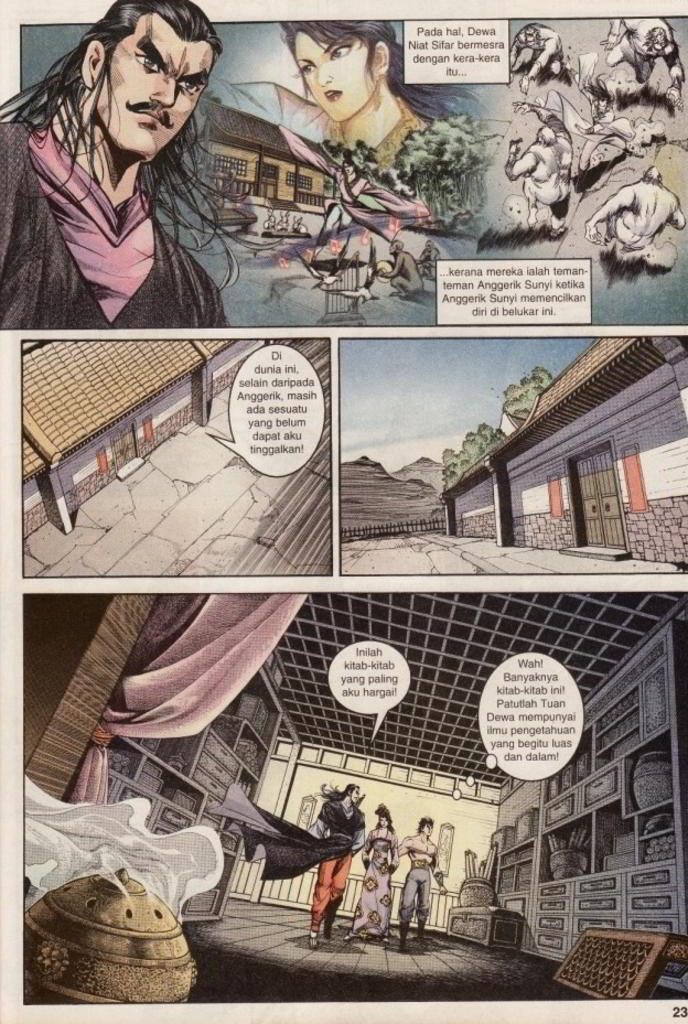 Pada hal, Dewa
Niat Sifar bermesra
dengan kera-kera
itu...
...kerana mereka ialah teman-
teman Anggerik Sunyi ketika
Anggerik Sunyi memencilkan
diri di belukar ini.
Di
dunia ini,
selain daripada
Anggerik, masih
ada sesuatu
yang belum
dapat aku
tinggalkan!
Inilah
kitab-kitab
yang paling
aku hargai!
Wah!
Banyaknya
kitab-kitab ini!
Patutlah Tuan
Dewa mempunyai
ilmu pengetahuan
yang begitu luas
dan dalam!
23